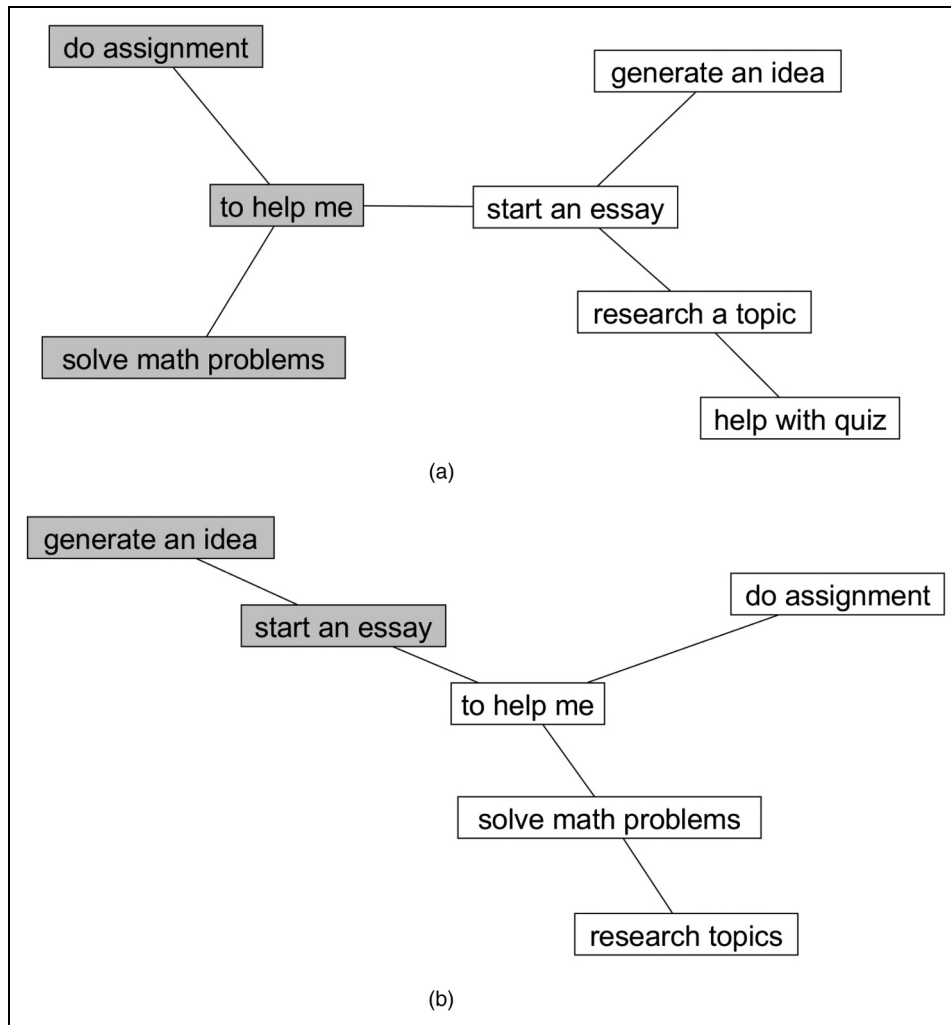 do assignment
generate an idea
to help me
start an essay
research a topic
solve math problems
help with quiz
(a)
generate an idea
do assignment
start an essay
to help me
solve math problems
research topics
(b)